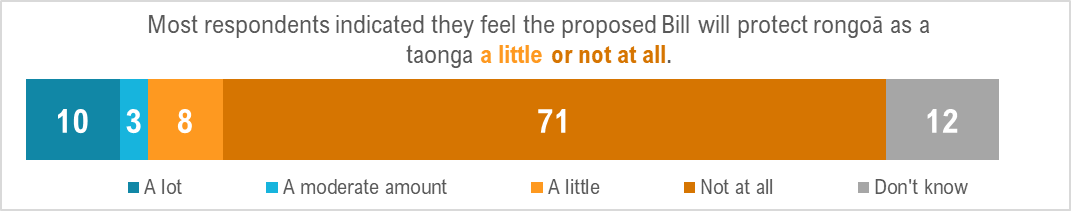 Most respondents indicated they feel the proposed Bill will protect rongoā as a
taonga a little or not at all.
10 3 8 71 12
A lot A moderate amount A little Not at all Don't know